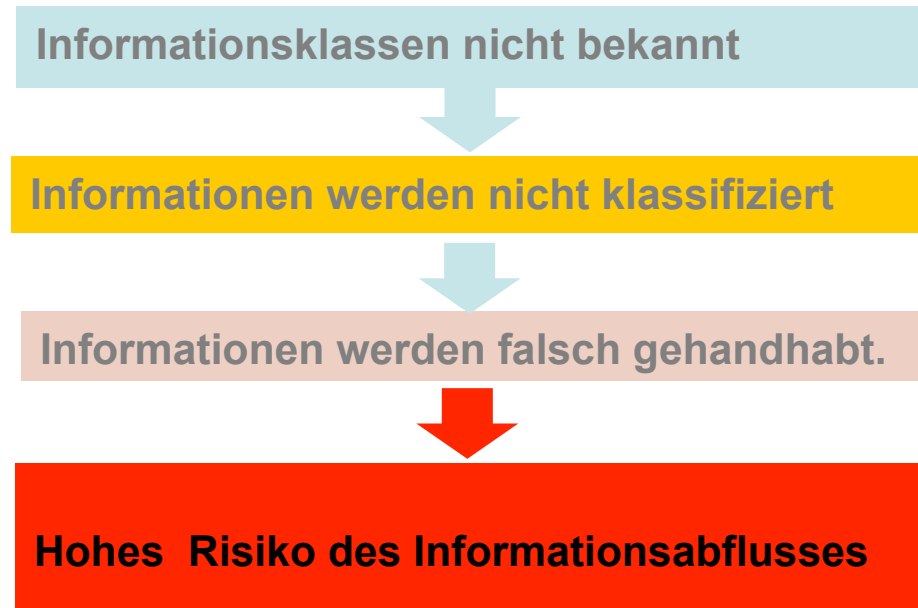 Informationsklassen nicht bekannt
Informationen werden nicht klassifiziert
Informationen werden falsch gehandhabt.
Hohes Risiko des Informationsabflusses